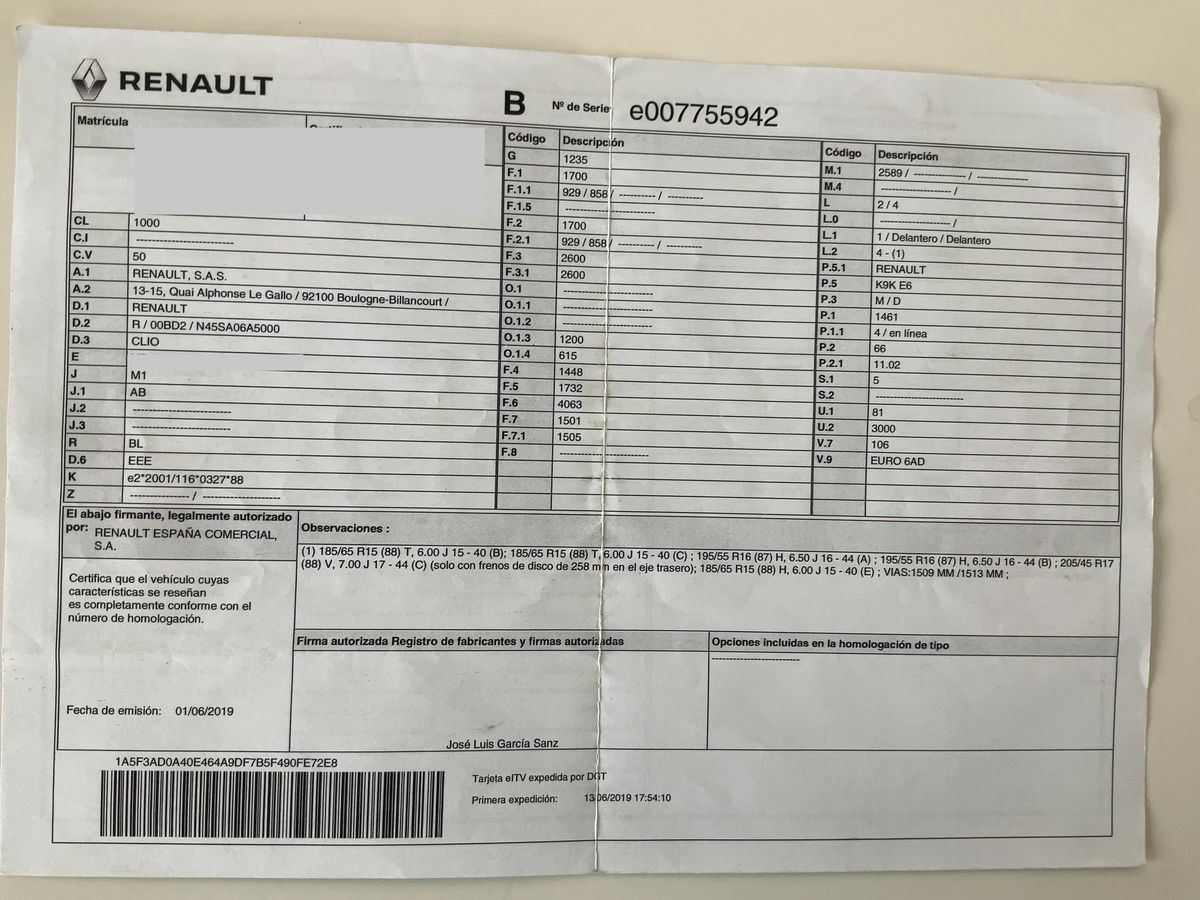 RENAULT
B Nº de Serie e007755942
Matrícula
CL 1000
C.I -------------------------
C.V 50
A.1 RENAULT, S.A.S.
A.2 13-15, Quai Alphonse Le Gallo / 92100 Boulogne-Billancourt /
D.1 RENAULT
D.2 R / 00BD2 / N45SA06A5000
D.3 CLIO
E
J M1
J.1 AB
J.2 -------------------------
J.3 -------------------------
R BL
D.6 EEE
K e2*2001/116*0327*88
Z --------------- / --------------------
Código Descripción
G 1235
F.1 1700
F.1.1 929 / 858 / ---------- / ----------
F.1.5 -------------------------
F.2 1700
F.2.1 929 / 858 / ---------- / ----------
F.3 2600
F.3.1 2600
O.1 -------------------------
O.1.1 -------------------------
O.1.2 -------------------------
O.1.3 1200
O.1.4 615
F.4 1448
F.5 1732
F.6 4063
F.7 1501
F.7.1 1505
F.8 -------------------------
Código Descripción
M.1 2589 / --------------- / ---------------
M.4 -------------------- /
L 2 / 4
L.0 -------------------- /
L.1 1 / Delantero / Delantero
L.2 4 - (1)
P.5.1 RENAULT
P.5 K9K E6
P.3 M / D
P.1 1461
P.1.1 4 / en línea
P.2 66
P.2.1 11.02
S.1 5
S.2 -------------------------
U.1 81
U.2 3000
V.7 106
V.9 EURO 6AD
El abajo firmante, legalmente autorizado
por: RENAULT ESPAÑA COMERCIAL,
S.A.
Certifica que el vehículo cuyas
características se reseñan
es completamente conforme con el
número de homologación.
Fecha de emisión: 01/06/2019
Observaciones :
(1) 185/65 R15 (88) T, 6.00 J 15 - 40 (B); 185/65 R15 (88) T, 6.00 J 15 - 40 (C) ; 195/55 R16 (87) H, 6.50 J 16 - 44 (A) ; 195/55 R16 (87) H, 6.50 J 16 - 44 (B) ; 205/45 R17
(88) V, 7.00 J 17 - 44 (C) (solo con frenos de disco de 258 mm en el eje trasero); 185/65 R15 (88) H, 6.00 J 15 - 40 (E) ; VIAS:1509 MM /1513 MM ;
Firma autorizada Registro de fabricantes y firmas autorizadas
José Luis García Sanz
Opciones incluidas en la homologación de tipo
-------------------------
1A5F3AD0A40E464A9DF7B5F490FE72E8
Tarjeta eITV expedida por DGT
Primera expedición: 13/06/2019 17:54:10